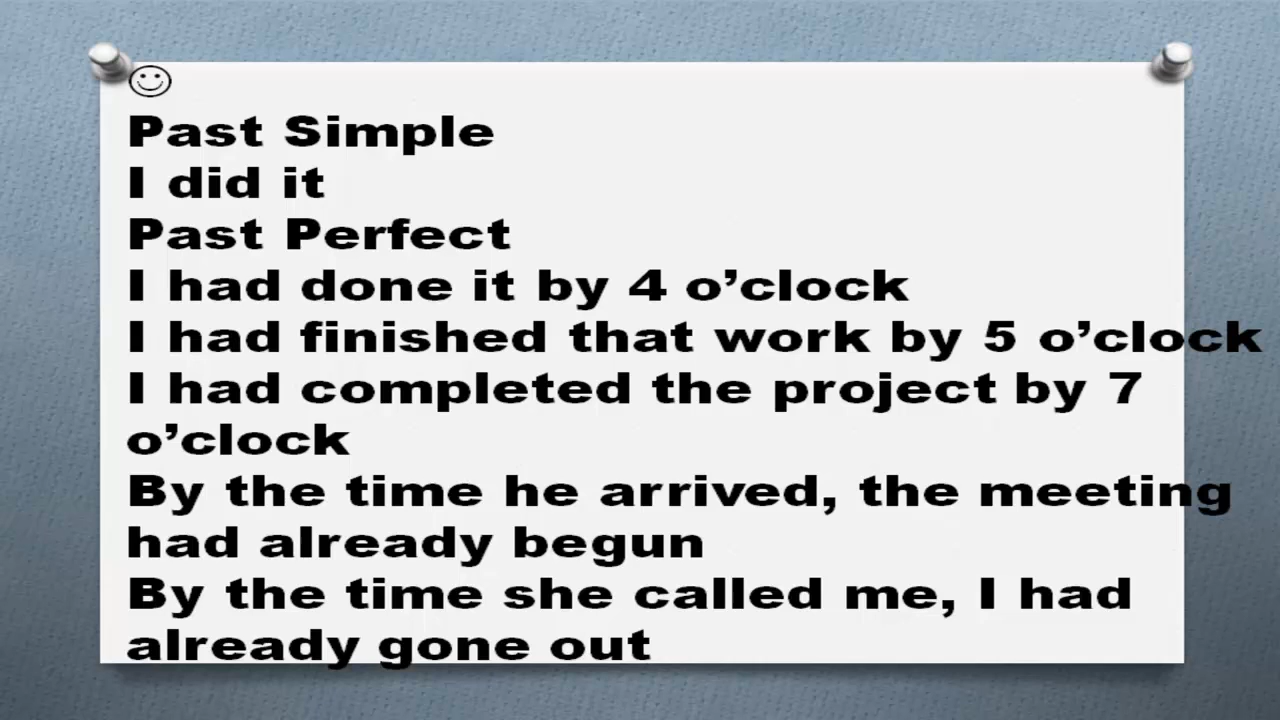 ☺
Past Simple
I did it
Past Perfect
I had done it by 4 o’clock
I had finished that work by 5 o’clock
I had completed the project by 7
o’clock
By the time he arrived, the meeting
had already begun
By the time she called me, I had
already gone out